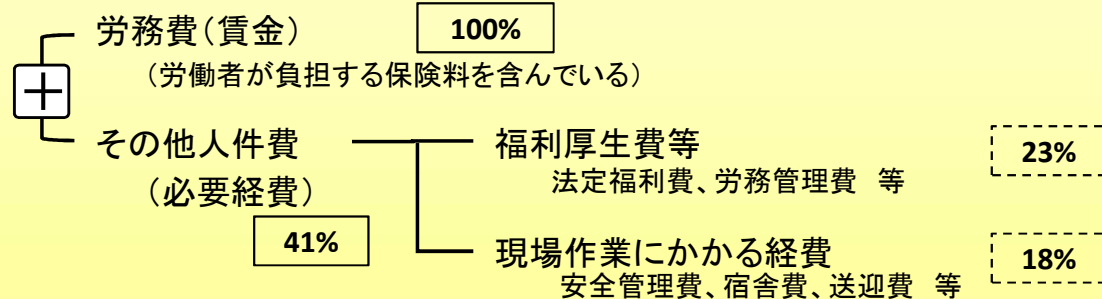 労務費（賃金） 100%
（労働者が負担する保険料を含んでいる）
＋
その他人件費 福利厚生費等 23%
（必要経費） 法定福利費、労務管理費　等
41%
現場作業にかかる経費 18%
安全管理費、宿舎費、送迎費　等